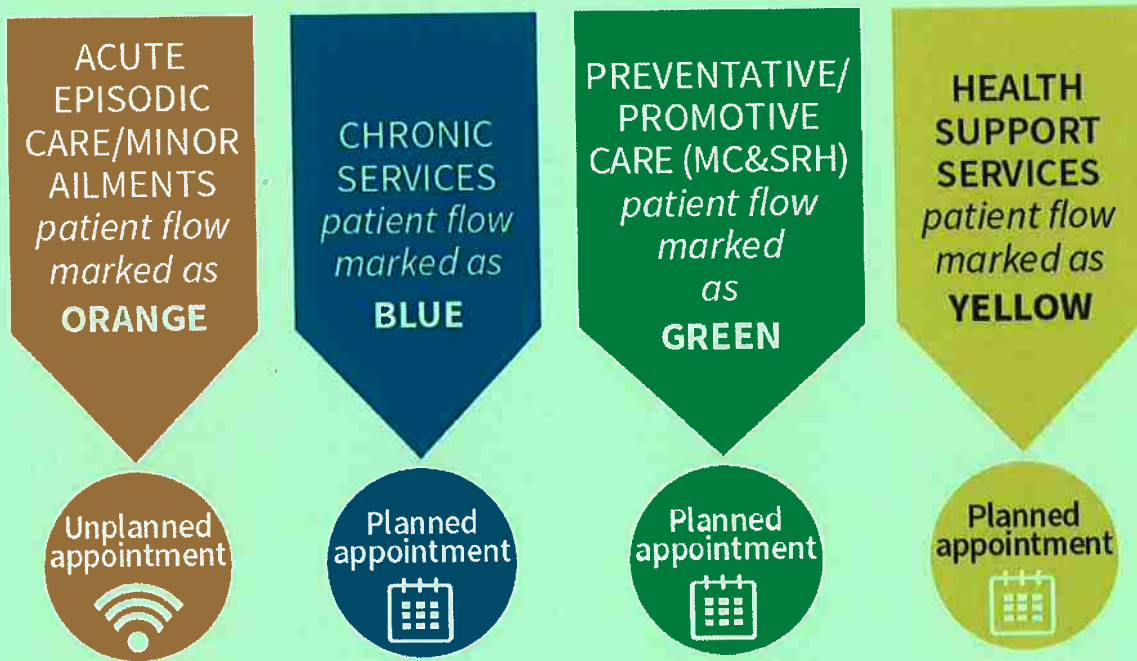 ACUTE
EPISODIC
CARE/MINOR
AILMENTS
patient flow
marked as
ORANGE
Unplanned
appointment
CHRONIC
SERVICES
patient flow
marked as
BLUE
Planned
appointment
PREVENTATIVE/
PROMOTIVE
CARE (MC&SRH)
patient flow
marked
as
GREEN
Planned
appointment
HEALTH
SUPPORT
SERVICES
patient flow
marked as
YELLOW
Planned
appointment